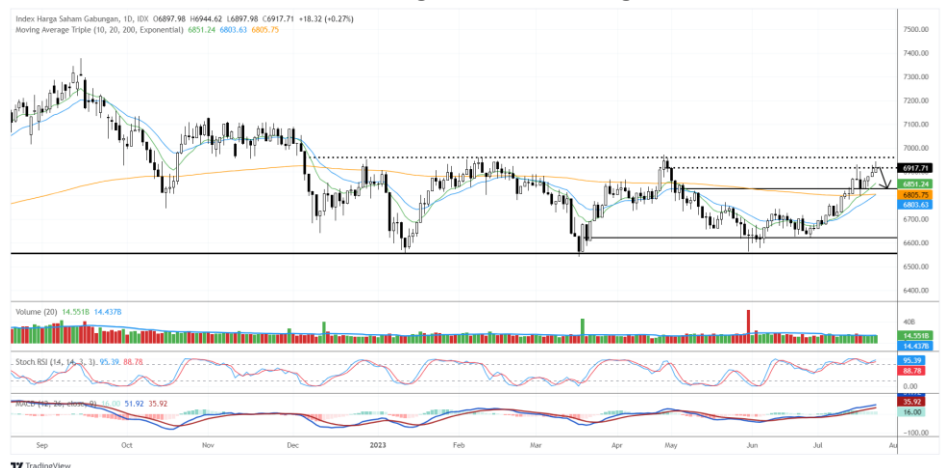 Index Harga Saham Gabungan, 1D, IDX O6897.98 H6944.62 L6897.98 C6917.71 +18.32 (+0.27%)
Moving Average Triple (10, 20, 200, Exponential) 6851.24 6803.63 6805.75
7500.00
7400.00
7300.00
7200.00
7100.00
7000.00
6917.71
6851.24
6805.75
6803.63
6700.00
6600.00
6500.00
6400.00
Volume (20) 14.551B 14.437B
40B
14.551B
14.437B
Stoch RSI (14, 14, 3, 3) 95.39 88.78
95.39
88.78
0.00
16.00 51.92 35.92
35.92
16.00
-100.00
Sep Oct Nov Dec 2023 Feb Mar Apr May Jun Jul Au
TradingView